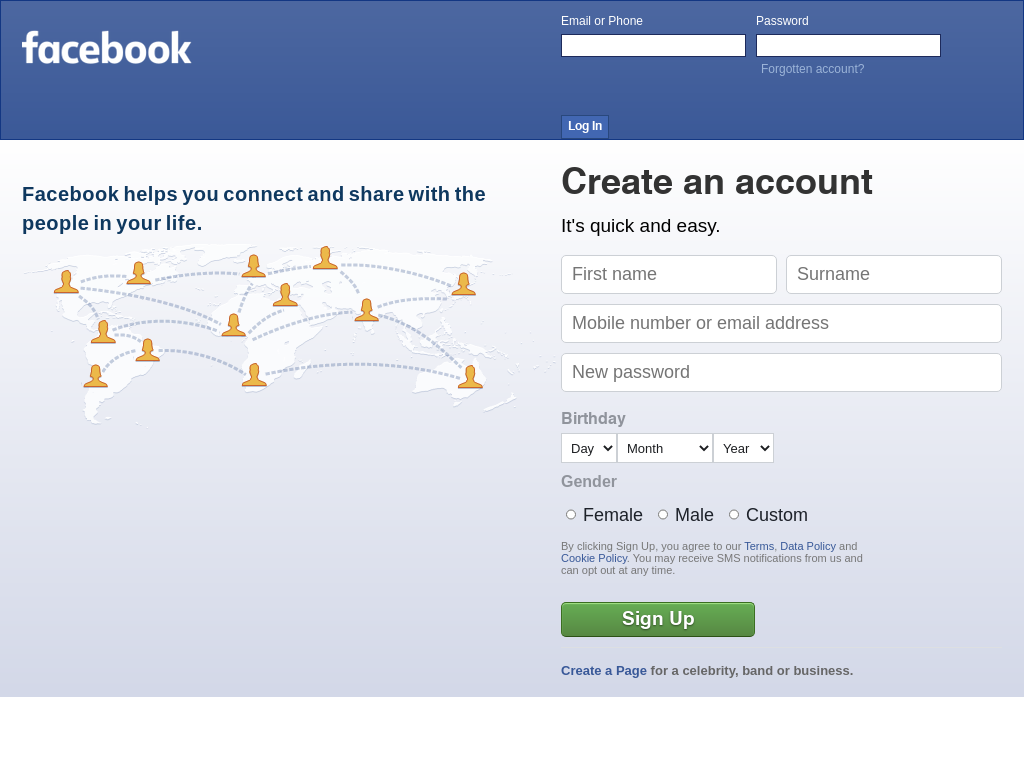 facebook
Email or Phone
Password
Forgotten account?
Log In
Facebook helps you connect and share with the
people in your life.
Create an account
It's quick and easy.
First name
Surname
Mobile number or email address
New password
Birthday
Day Month Year
Gender
Female Male Custom
By clicking Sign Up, you agree to our Terms, Data Policy and
Cookie Policy. You may receive SMS notifications from us and
can opt out at any time.
Sign Up
Create a Page for a celebrity, band or business.